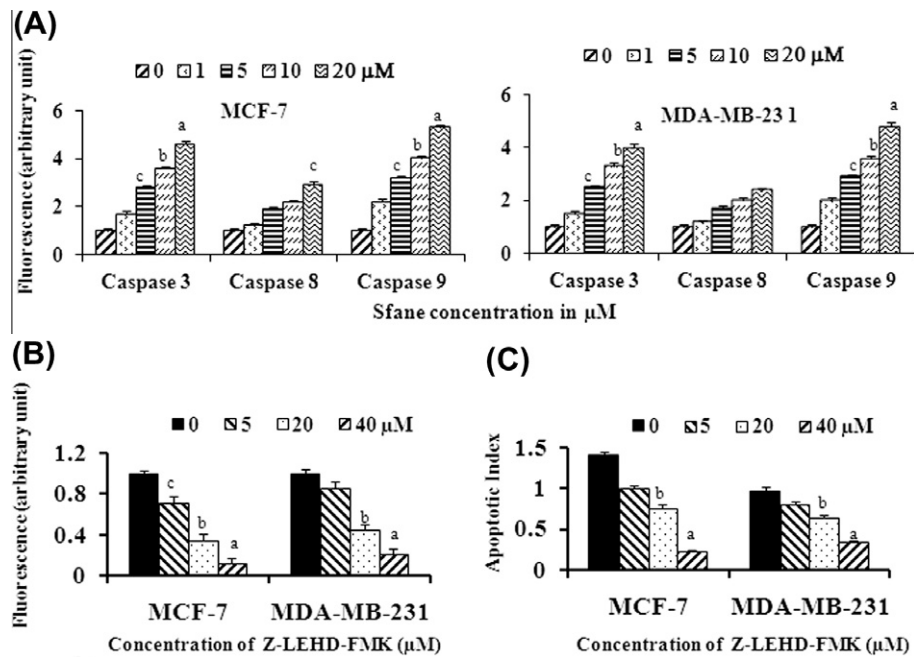 (A)
Fluorescence (arbitrary unit)
0 1 5 10 20 µM
MCF-7
6
4
2
0
c b a
c
c b a
Caspase 3 Caspase 8 Caspase 9
0 1 5 10 20 µM
MDA-MB-231
6
4
2
0
c b a
c b a
Caspase 3 Caspase 8 Caspase 9
Sfane concentration in µM
(B)
Fluorescence (arbitrary unit)
0 5 20 40 µM
1.2
0.8
0.4
0
c b a
b a
MCF-7 MDA-MB-231
Concentration of Z-LEHD-FMK (µM)
(C)
Apoptotic Index
0 5 20 40 µM
1.5
1
0.5
0
b a
b a
MCF-7 MDA-MB-231
Concentration of Z-LEHD-FMK (µM)